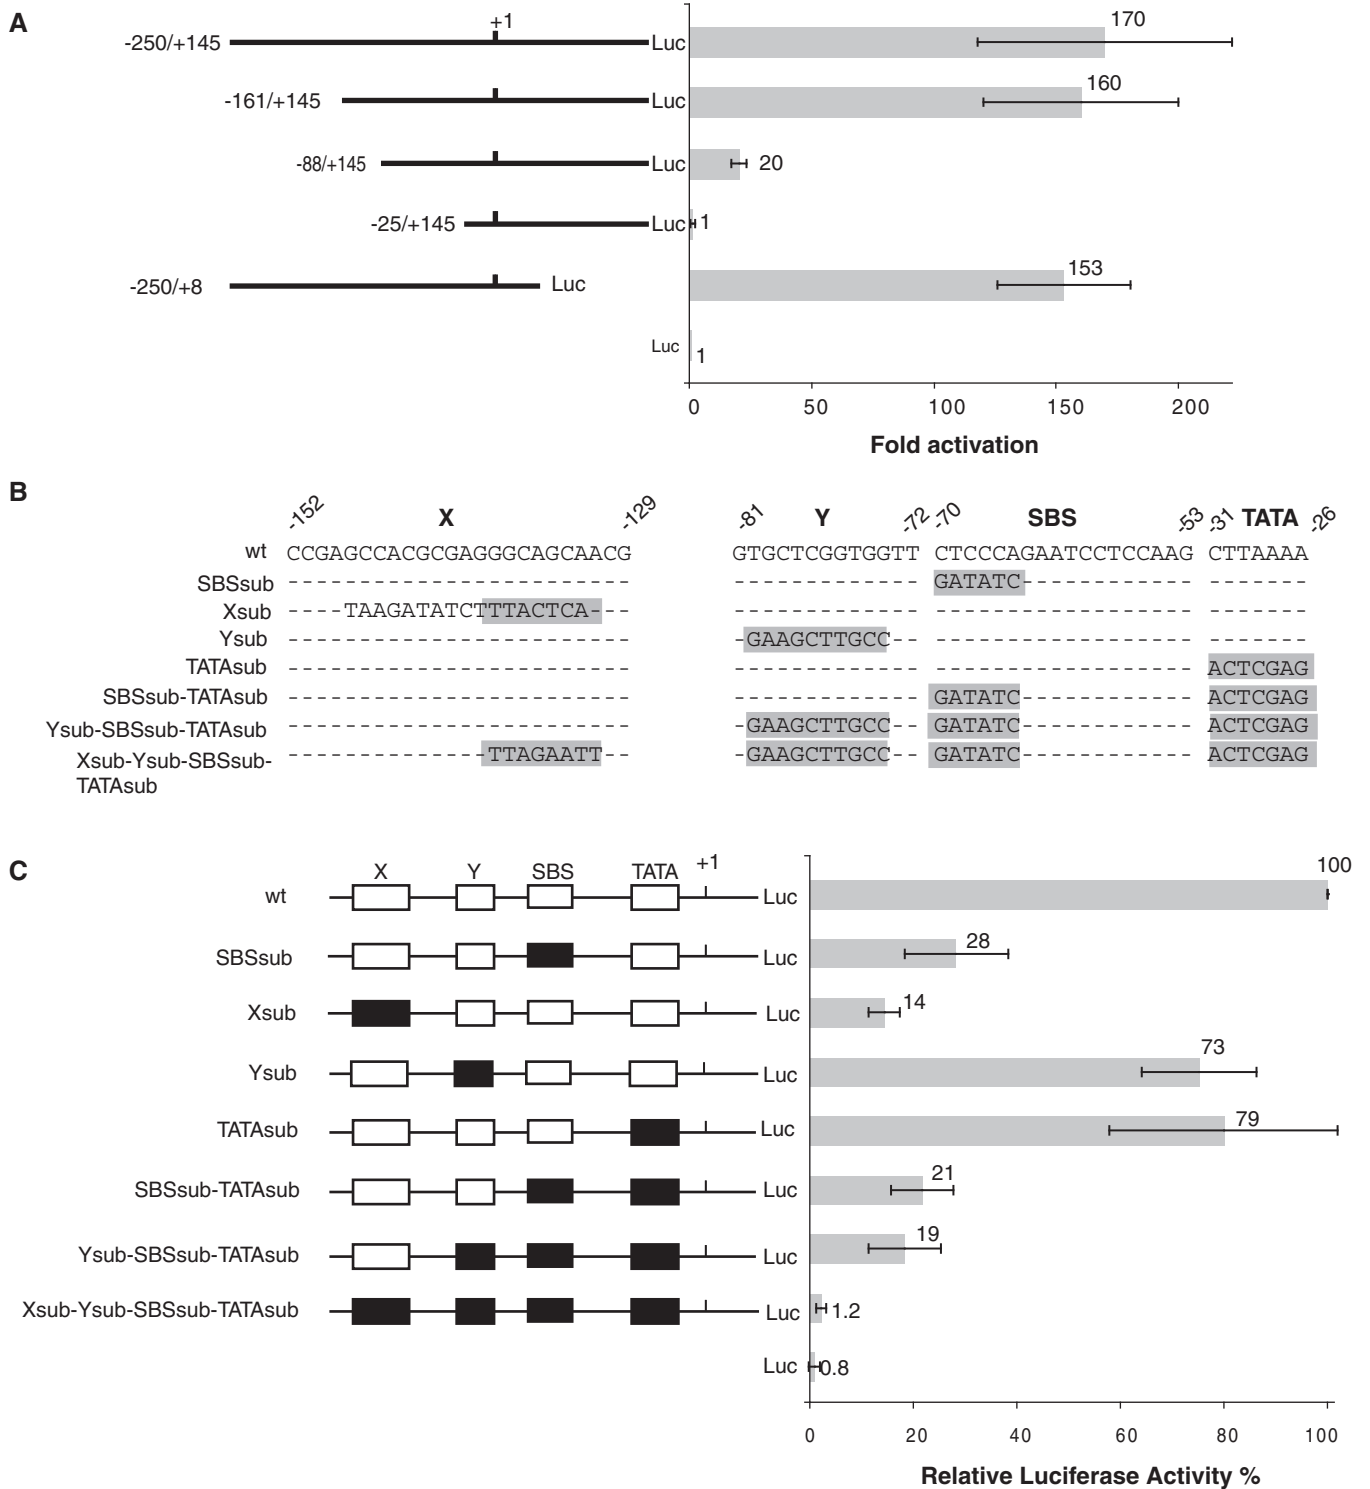 A
+1
-250/+145 Luc 170
-161/+145 Luc 160
-88/+145 Luc 20
-25/+145 Luc 1
-250/+8 Luc 153
Luc 1
0 50 100 150 200
Fold activation
B
-152 X -129 -81 Y -72 -70 SBS -53 -31 TATA -26
wt CCGAGCCACGCGAGGGCAGCAACG GTGCTCGGTGGTT CTCCCAGAATCCTCCAAG CTTAAAA
SBSsub ------------------------ ------------- GATATC------------ -------
Xsub ----TAAGATATCTTTACTCA--- ------------- ------------------ -------
Ysub ------------------------ -GAAGCTTGCC-- ------------------ -------
TATAsub ------------------------ ------------- ------------------ ACTCGAG
SBSsub-TATAsub ------------------------ ------------- GATATC------------ ACTCGAG
Ysub-SBSsub-TATAsub ------------------------ -GAAGCTTGCC-- GATATC------------ ACTCGAG
Xsub-Ysub-SBSsub- --------------TTAGAATT-- -GAAGCTTGCC-- GATATC------------ ACTCGAG
TATAsub
C
X Y SBS TATA +1
wt Luc 100
SBSsub Luc 28
Xsub Luc 14
Ysub Luc 73
TATAsub Luc 79
SBSsub-TATAsub Luc 21
Ysub-SBSsub-TATAsub Luc 19
Xsub-Ysub-SBSsub-TATAsub Luc 1.2
Luc 0.8
0 20 40 60 80 100
Relative Luciferase Activity %